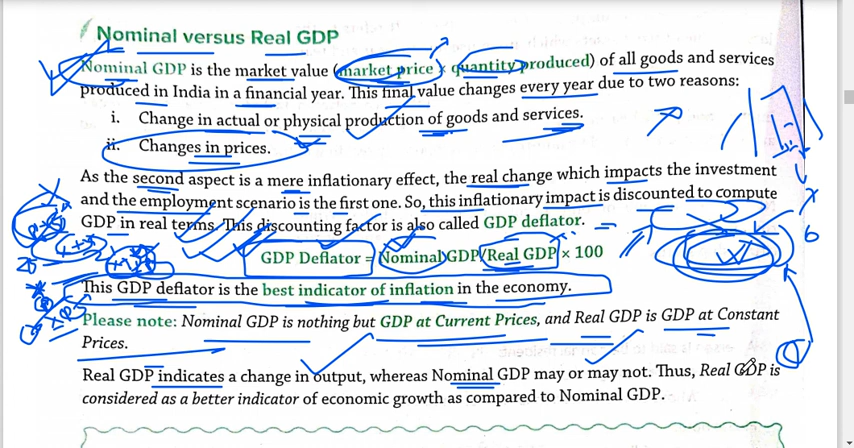 Nominal versus Real GDP
Nominal GDP is the market value (market price x quantity produced) of all goods and services
produced in India in a financial year. This final value changes every year due to two reasons:
i. Change in actual or physical production of goods and services.
ii. Changes in prices.
As the second aspect is a mere inflationary effect, the real change which impacts the investment
and the employment scenario is the first one. So, this inflationary impact is discounted to compute
GDP in real terms. This discounting factor is also called GDP deflator.
GDP Deflator = (Nominal GDP/Real GDP) × 100
This GDP deflator is the best indicator of inflation in the economy.
Please note: Nominal GDP is nothing but GDP at Current Prices, and Real GDP is GDP at Constant
Prices.
Real GDP indicates a change in output, whereas Nominal GDP may or may not. Thus, Real GDP is
considered as a better indicator of economic growth as compared to Nominal GDP.